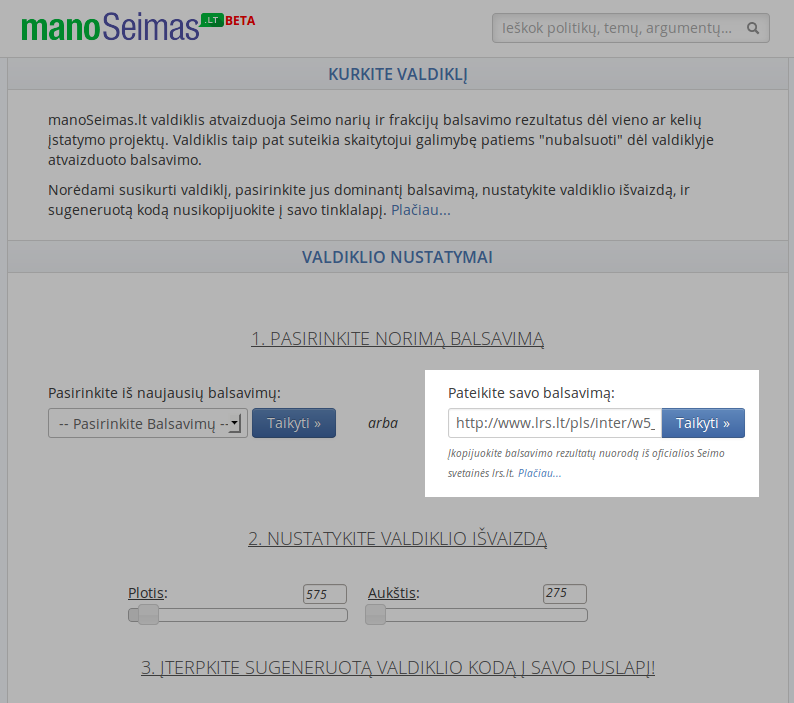 manoSeimas .LT BETA
Ieškok politikų, temų, argumentų...
KURKITE VALDIKLĮ
manoSeimas.lt valdiklis atvaizduoja Seimo narių ir frakcijų balsavimo rezultatus dėl vieno ar kelių
įstatymo projektų. Valdiklis taip pat suteikia skaitytojui galimybę patiems "nubalsuoti" dėl valdiklyje
atvaizduoto balsavimo.
Norėdami susikurti valdiklį, pasirinkite jus dominantį balsavimą, nustatykite valdiklio išvaizdą, ir
sugeneruotą kodą nusikopijuokite į savo tinklalapį. Plačiau...
VALDIKLIO NUSTATYMAI
1. PASIRINKITE NORIMĄ BALSAVIMĄ
Pasirinkite iš naujausių balsavimų:
-- Pasirinkite Balsavimų --
Taikyti »
arba
Pateikite savo balsavimą:
http://www.lrs.lt/pls/inter/w5_
Taikyti »
Įkopijuokite balsavimo rezultatų nuorodą iš oficialios Seimo
svetainės lrs.lt. Plačiau...
2. NUSTATYKITE VALDIKLIO IŠVAIZDĄ
Plotis: 575
Aukštis: 275
3. ĮTERPKITE SUGENERUOTĄ VALDIKLIO KODĄ Į SAVO PUSLAPĮ!